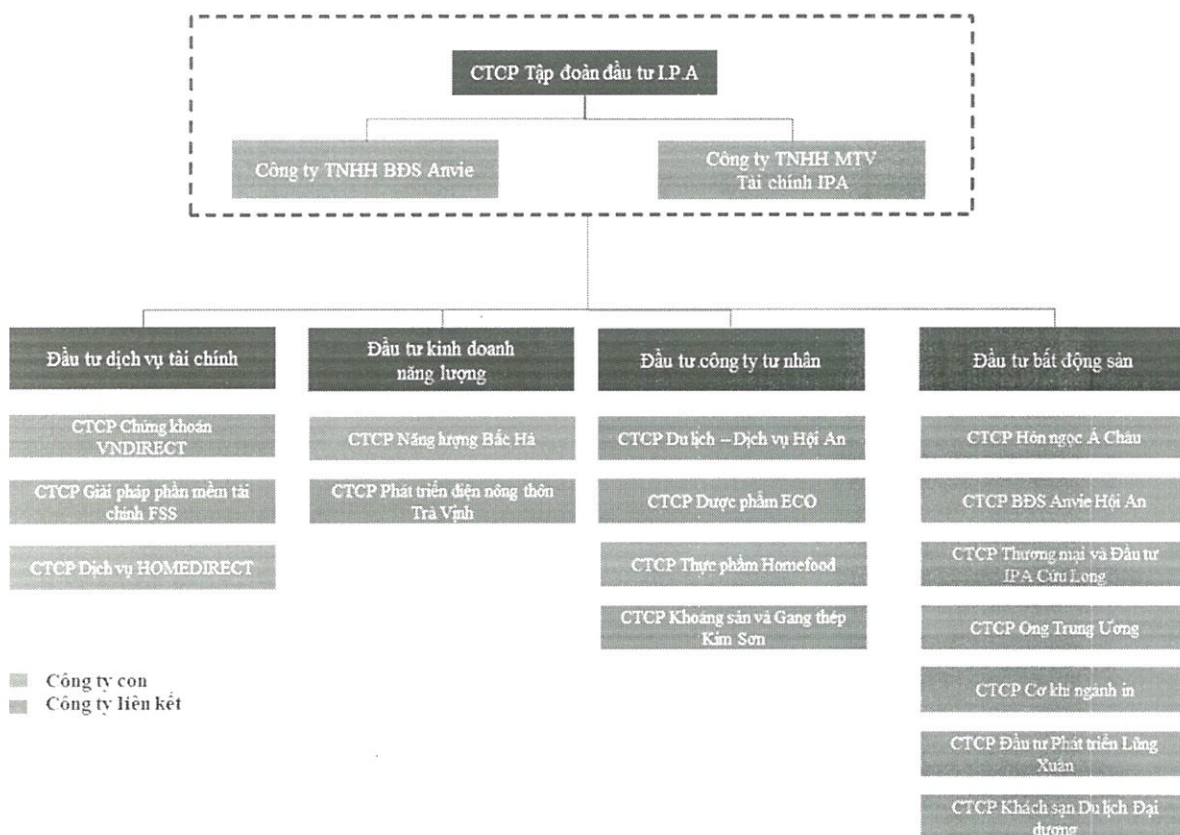 CTCP Tập đoàn đầu tư I.P.A
Công ty TNHH BĐS Anvie
Công ty TNHH MTV
Tài chính IPA
Đầu tư dịch vụ tài chính
CTCP Chứng khoán
VNDIRECT
CTCP Giải pháp phần mềm tài
chính FSS
CTCP Dịch vụ HOMEDIRECT
Đầu tư kinh doanh
năng lượng
CTCP Năng lượng Bắc Hà
CTCP Phát triển điện nông thôn
Trà Vinh
Đầu tư công ty tư nhân
CTCP Du lịch – Dịch vụ Hội An
CTCP Dược phẩm ECO
CTCP Thực phẩm Homefood
CTCP Khoáng sản và Gang thép
Kim Sơn
Đầu tư bất động sản
CTCP Hòn ngọc Á Châu
CTCP BĐS Anvie Hội An
CTCP Thương mại và Đầu tư
IPA Cửu Long
CTCP Ong Trung Ương
CTCP Cơ khí ngành in
CTCP Đầu tư Phát triển Lũng
Xuân
CTCP Khách sạn Du lịch Đại
dương
Công ty con
Công ty liên kết